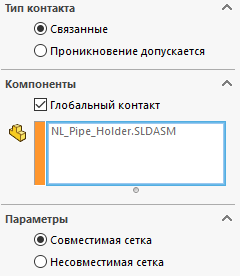 Тип контакта
Связанные
Проникновение допускается
Компоненты
Глобальный контакт
NL_Pipe_Holder.SLDASM
Параметры
Совместимая сетка
Несовместимая сетка